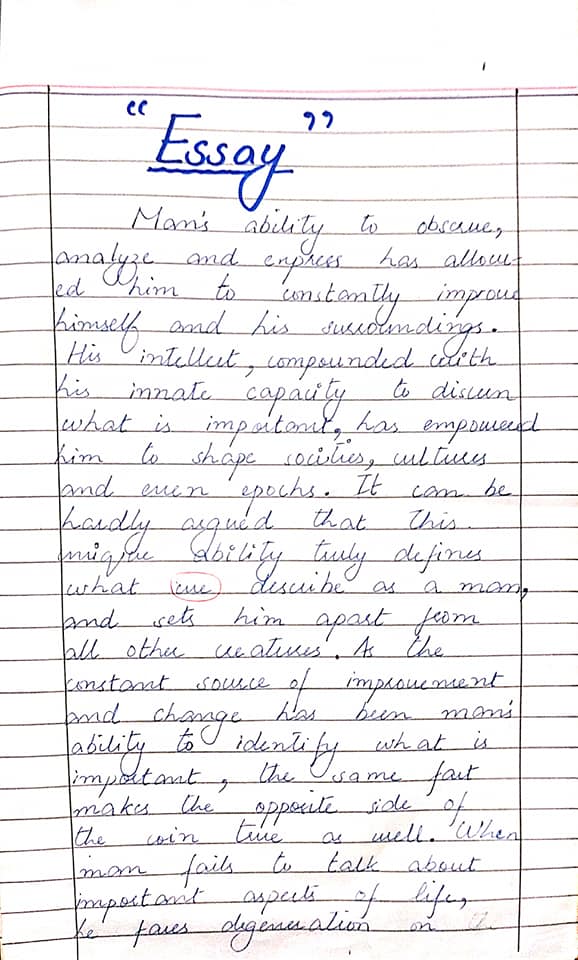 “ Essay ”
Man's ability to observe,
analyze and express has allow-
ed him to constantly improve
himself and his surroundings.
His intellect, compounded with
his innate capacity to discern
what is important, has empowered
him to shape societies, cultures
and even epochs. It can be
hardly argued that this
unique ability truly defines
what we describe as a man,
and sets him apart from
all other creatures. As the
constant source of improvement
and change has been man's
ability to identify what is
important, the same fact
makes the opposite side of
the coin true as well. When
man fails to talk about
important aspects of life,
he faces degeneration on a